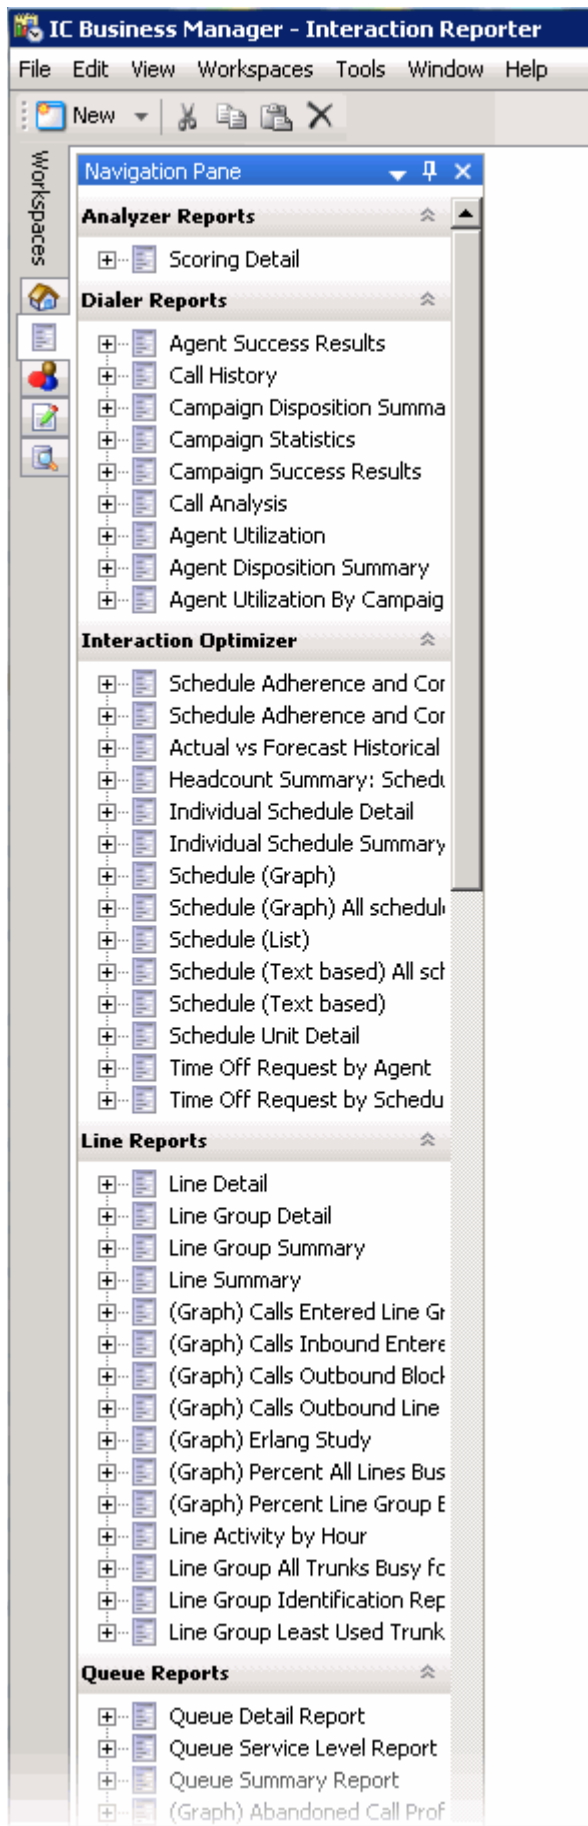 IC Business Manager - Interaction Reporter
File Edit View Workspaces Tools Window Help
New
Workspaces
Navigation Pane
Analyzer Reports
Scoring Detail
Dialer Reports
Agent Success Results
Call History
Campaign Disposition Summa
Campaign Statistics
Campaign Success Results
Call Analysis
Agent Utilization
Agent Disposition Summary
Agent Utilization By Campaig
Interaction Optimizer
Schedule Adherence and Cor
Schedule Adherence and Cor
Actual vs Forecast Historical
Headcount Summary: Schedu
Individual Schedule Detail
Individual Schedule Summary
Schedule (Graph)
Schedule (Graph) All schedul
Schedule (List)
Schedule (Text based) All sch
Schedule (Text based)
Schedule Unit Detail
Time Off Request by Agent
Time Off Request by Schedu
Line Reports
Line Detail
Line Group Detail
Line Group Summary
Line Summary
(Graph) Calls Entered Line Gr
(Graph) Calls Inbound Entere
(Graph) Calls Outbound Block
(Graph) Calls Outbound Line
(Graph) Erlang Study
(Graph) Percent All Lines Bus
(Graph) Percent Line Group E
Line Activity by Hour
Line Group All Trunks Busy fc
Line Group Identification Rep
Line Group Least Used Trunk
Queue Reports
Queue Detail Report
Queue Service Level Report
Queue Summary Report
(Graph) Abandoned Call Prof